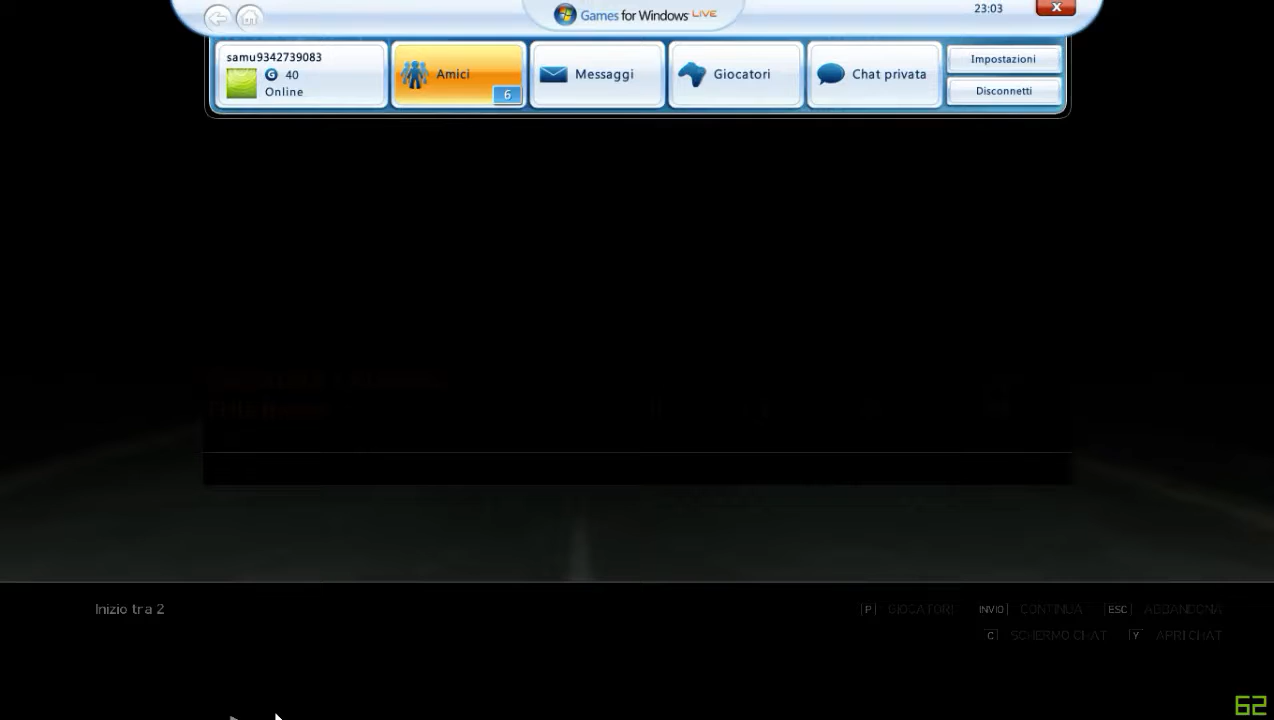 23:03
Games for Windows LIVE
X
samu9342739083
G 40
Online
Amici
6
Messaggi
Giocatori
Chat privata
Impostazioni
Disconnetti
Inizio tra 2
P GIOCATORI INVIO CONTINUA ESC ABBANDONA
C SCHERMO CHAT Y APRI CHAT
62